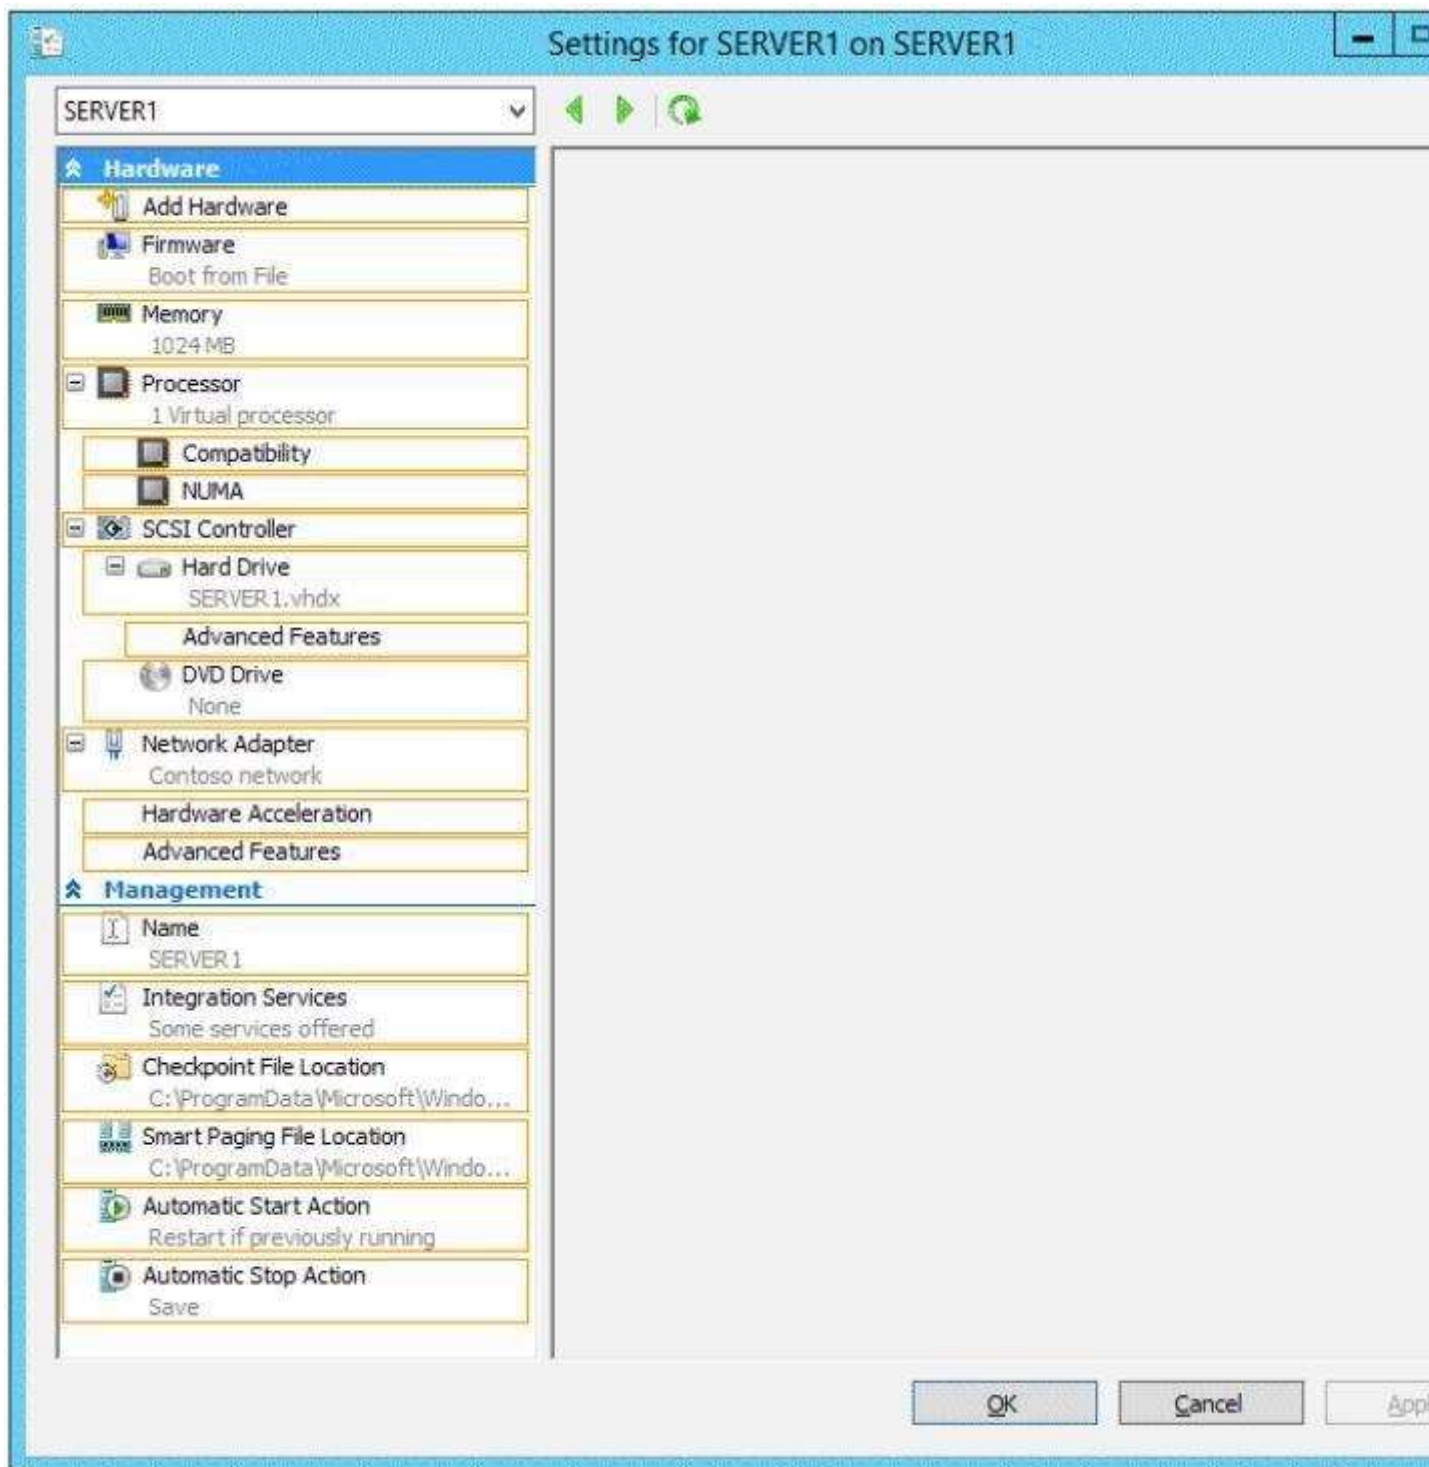 Settings for SERVER1 on SERVER1
SERVER1
Hardware
Add Hardware
Firmware
Boot from File
Memory
1024 MB
Processor
1 Virtual processor
Compatibility
NUMA
SCSI Controller
Hard Drive
SERVER1.vhdx
Advanced Features
DVD Drive
None
Network Adapter
Contoso network
Hardware Acceleration
Advanced Features
Management
Name
SERVER1
Integration Services
Some services offered
Checkpoint File Location
C:\ProgramData\Microsoft\Windo...
Smart Paging File Location
C:\ProgramData\Microsoft\Windo...
Automatic Start Action
Restart if previously running
Automatic Stop Action
Save
OK Cancel Appl